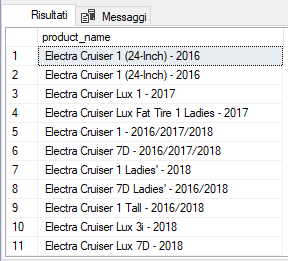 Risultati Messaggi
product_name
1 Electra Cruiser 1 (24-Inch) - 2016
2 Electra Cruiser 1 (24-Inch) - 2016
3 Electra Cruiser Lux 1 - 2017
4 Electra Cruiser Lux Fat Tire 1 Ladies - 2017
5 Electra Cruiser 1 - 2016/2017/2018
6 Electra Cruiser 7D - 2016/2017/2018
7 Electra Cruiser 1 Ladies' - 2018
8 Electra Cruiser 7D Ladies' - 2016/2018
9 Electra Cruiser 1 Tall - 2016/2018
10 Electra Cruiser Lux 3i - 2018
11 Electra Cruiser Lux 7D - 2018